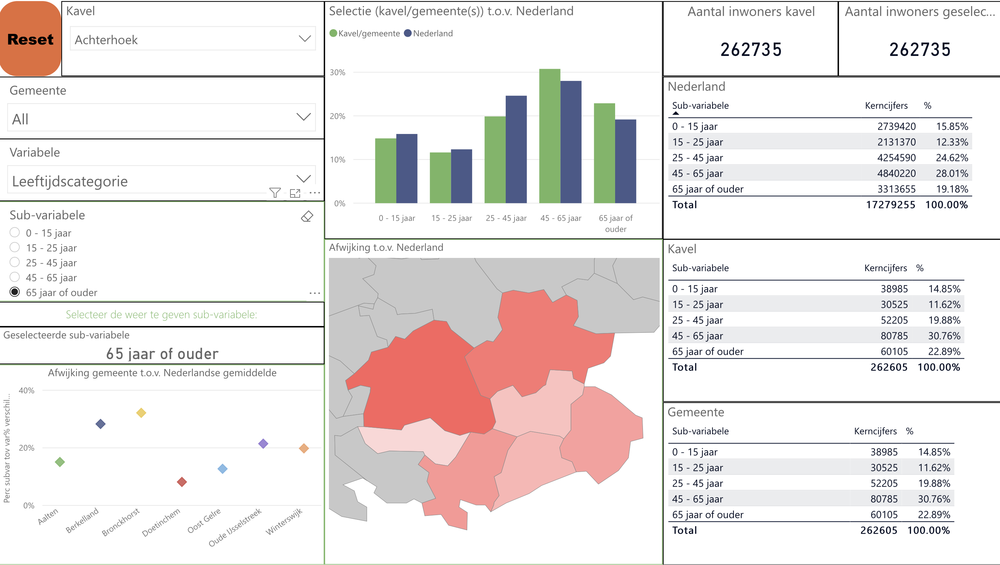 Reset
Kavel
Achterhoek
Gemeente
All
Variabele
Leeftijdscategorie
Sub-variabele
0 - 15 jaar
15 - 25 jaar
25 - 45 jaar
45 - 65 jaar
65 jaar of ouder
Selecteer de weer te geven sub-variabele:
Geselecteerde sub-variabele
65 jaar of ouder
Afwijking gemeente t.o.v. Nederlandse gemiddelde
Perc subvar tov var% verschil...
40%
20%
0%
Aalten
Berkelland
Bronckhorst
Doetinchem
Oost Gelre
Oude IJsselstreek
Winterswijk
Selectie (kavel/gemeente(s)) t.o.v. Nederland
Kavel/gemeente Nederland
30%
20%
10%
0%
0 - 15 jaar 15 - 25 jaar 25 - 45 jaar 45 - 65 jaar 65 jaar of
ouder
Afwijking t.o.v. Nederland
Aantal inwoners kavel
262735
Aantal inwoners geselec...
262735
Nederland
Sub-variabele Kerncijfers %
0 - 15 jaar 2739420 15.85%
15 - 25 jaar 2131370 12.33%
25 - 45 jaar 4254590 24.62%
45 - 65 jaar 4840220 28.01%
65 jaar of ouder 3313655 19.18%
Total 17279255 100.00%
Kavel
Sub-variabele Kerncijfers %
0 - 15 jaar 38985 14.85%
15 - 25 jaar 30525 11.62%
25 - 45 jaar 52205 19.88%
45 - 65 jaar 80785 30.76%
65 jaar of ouder 60105 22.89%
Total 262605 100.00%
Gemeente
Sub-variabele Kerncijfers %
0 - 15 jaar 38985 14.85%
15 - 25 jaar 30525 11.62%
25 - 45 jaar 52205 19.88%
45 - 65 jaar 80785 30.76%
65 jaar of ouder 60105 22.89%
Total 262605 100.00%